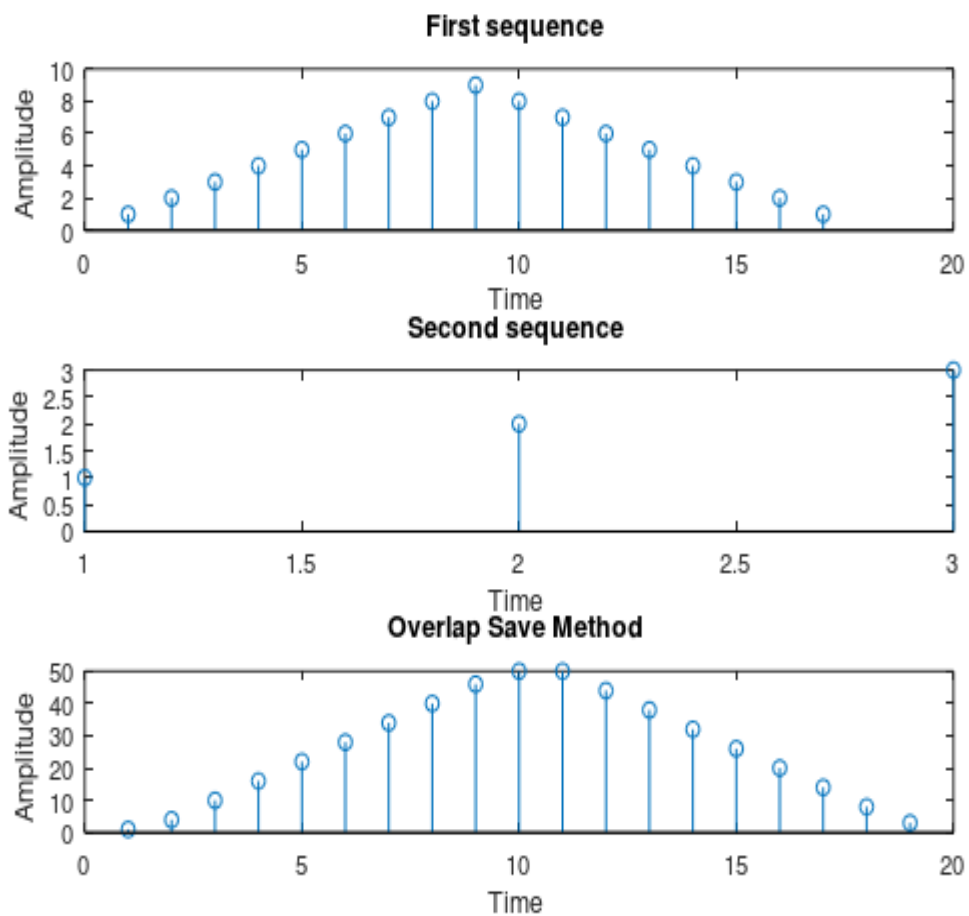 First sequence
10
8
6
4
2
0
Amplitude
0 5 10 15 20
Time
Second sequence
3
2.5
2
1.5
1
0.5
0
Amplitude
1 1.5 2 2.5 3
Time
Overlap Save Method
50
40
30
20
10
0
Amplitude
0 5 10 15 20
Time